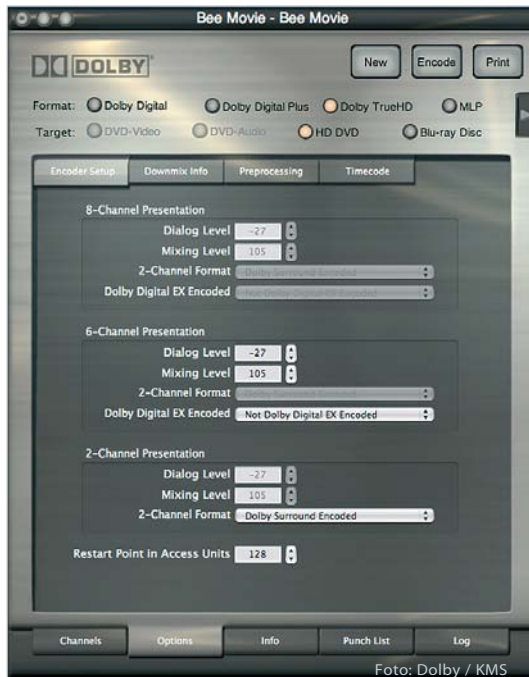 Bee Movie - Bee Movie
DOLBY
New Encode Print
Format: Dolby Digital Dolby Digital Plus Dolby TrueHD MLP
Target: DVD-Video DVD-Audio HD DVD Blu-ray Disc
Encoder Setup Downmix Info Preprocessing Timecode
8-Channel Presentation
Dialog Level -27
Mixing Level 105
2-Channel Format Dolby Surround Encoded
Dolby Digital EX Encoded Not Dolby Digital EX Encoded
6-Channel Presentation
Dialog Level -27
Mixing Level 105
2-Channel Format Dolby Surround Encoded
Dolby Digital EX Encoded Not Dolby Digital EX Encoded
2-Channel Presentation
Dialog Level -27
Mixing Level 105
2-Channel Format Dolby Surround Encoded
Restart Point in Access Units 128
Channels Options Info Punch List Log
Foto: Dolby / KMS